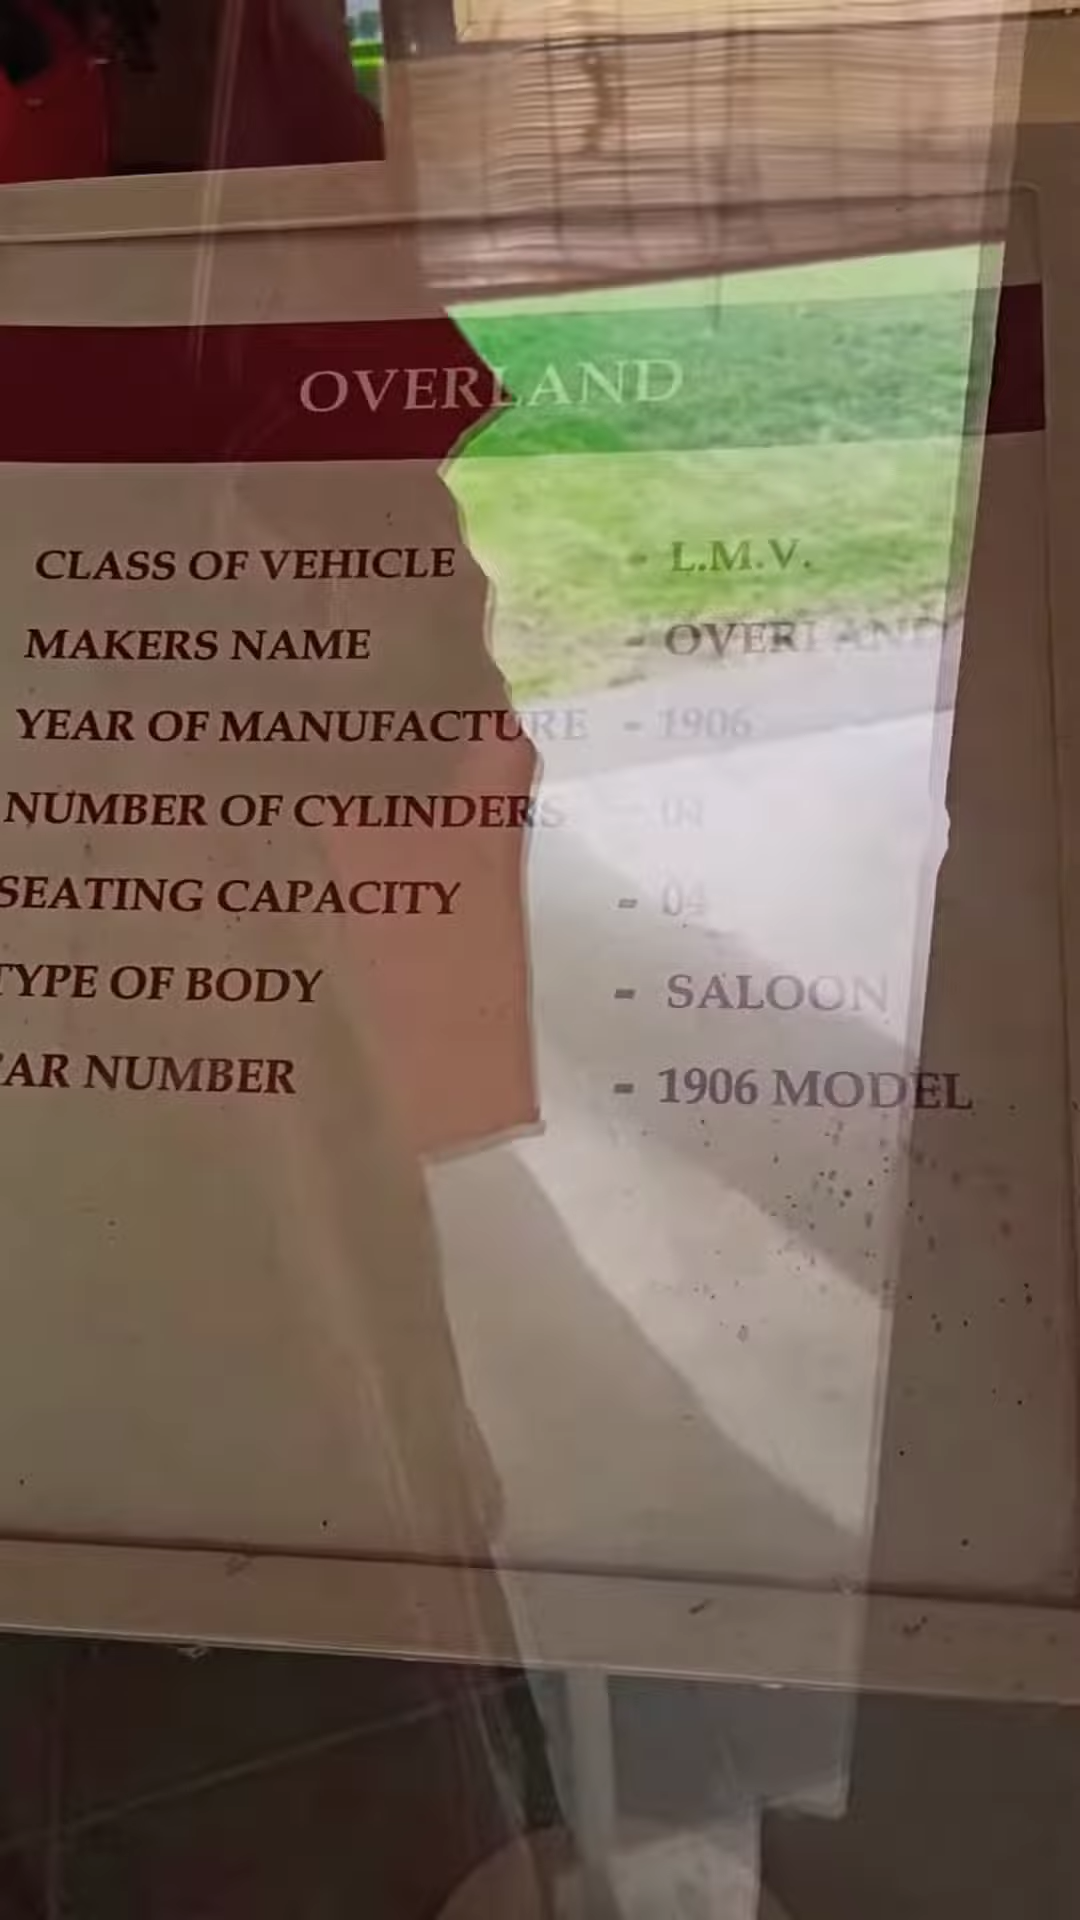 OVERLAND
CLASS OF VEHICLE - L.M.V.
MAKERS NAME - OVERLAND
YEAR OF MANUFACTURE - 1906
NUMBER OF CYLINDERS -
SEATING CAPACITY - 04
TYPE OF BODY - SALOON
CAR NUMBER - 1906 MODEL